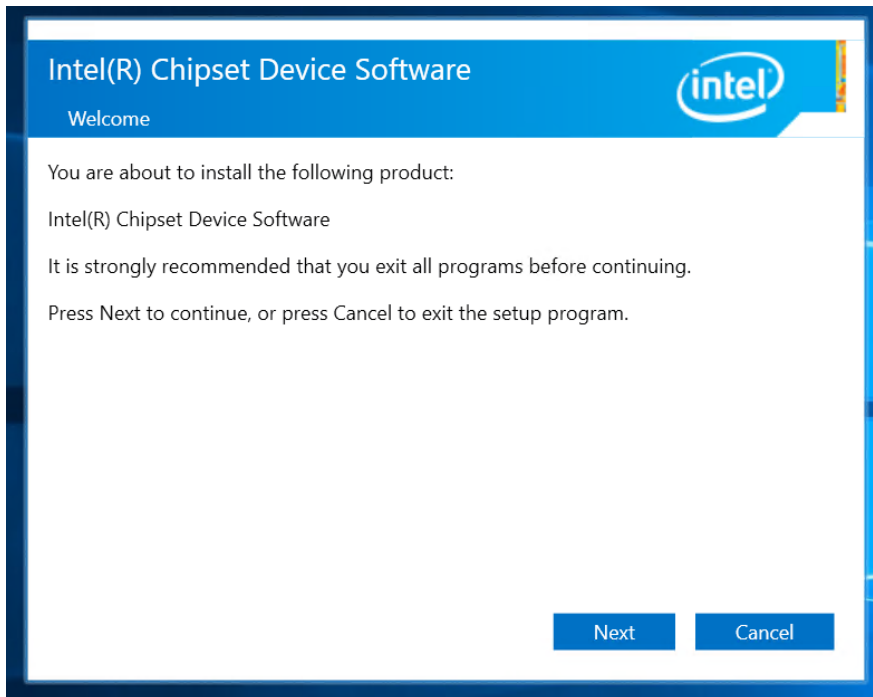 Intel(R) Chipset Device Software
intel
Welcome
You are about to install the following product:
Intel(R) Chipset Device Software
It is strongly recommended that you exit all programs before continuing.
Press Next to continue, or press Cancel to exit the setup program.
Next
Cancel